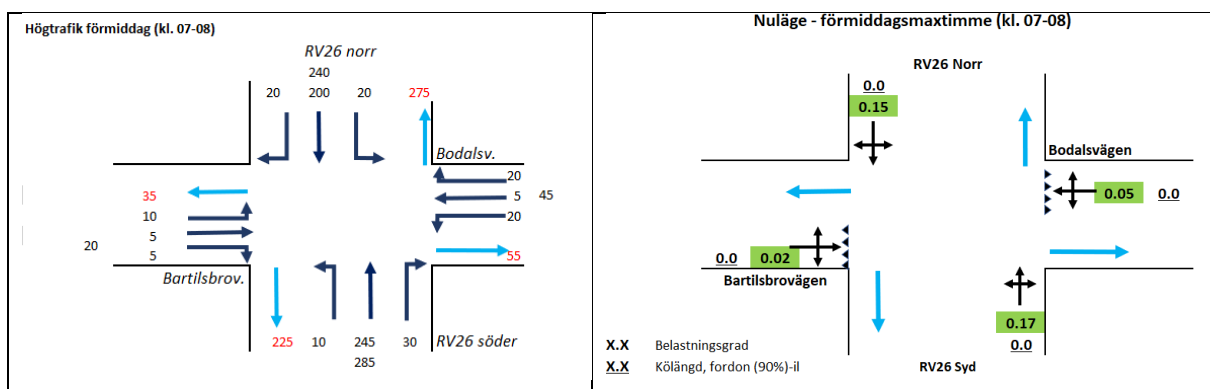 Högtrafik förmiddag (kl. 07-08)
RV26 norr
240
20 200 20 275
Bodalsv.
20
35 5 45
10 20
5
20 5 55
Bartilsbrov.
225 10 245 30 RV26 söder
285
Nuläge - förmiddagsmaxtimme (kl. 07-08)
RV26 Norr
0.0
0.15
Bodalsvägen
0.05 0.0
0.0 0.02
Bartilsbrovägen
0.17
X.X Belastningsgrad 0.0
X.X Kölängd, fordon (90%)-il RV26 Syd